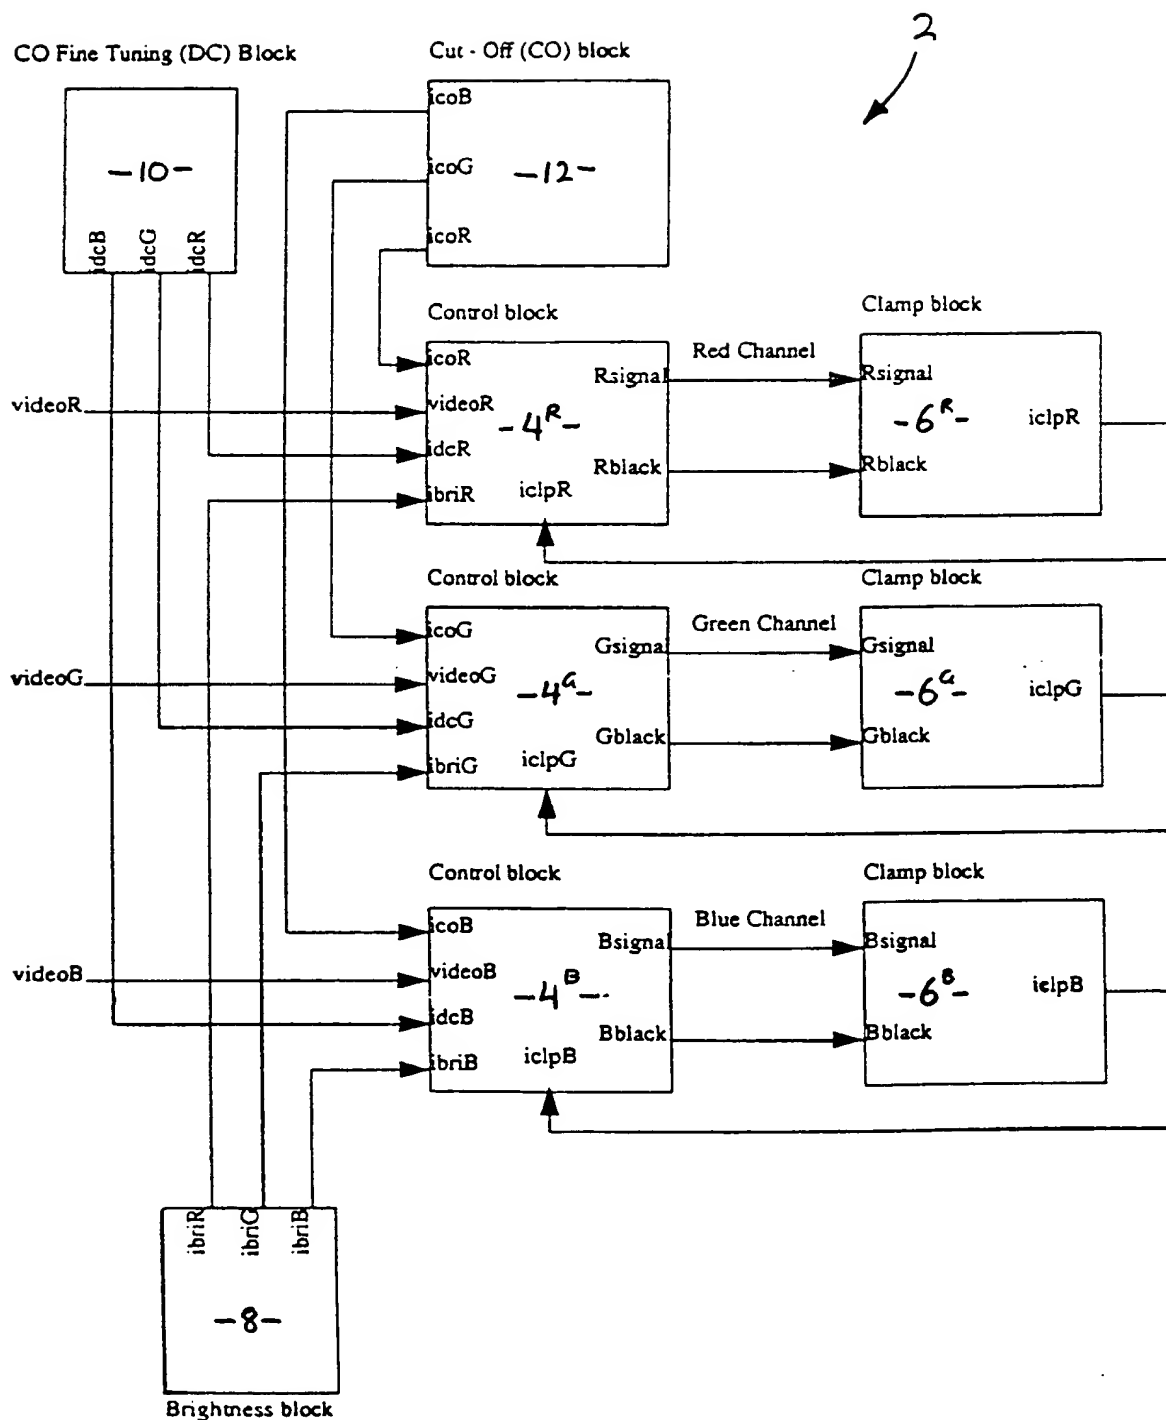 2
CO Fine Tuning (DC) Block
Cut - Off (CO) block
-10-
idcB
idcG
idcR
icoB
icoG
icoR
-12-
Control block
Clamp block
icoR
videoR
videoR
idcR
ibriR
-4R-
iclpR
Rsignal
Rblack
Red Channel
Rsignal
Rblack
-6R-
iclpR
Control block
Clamp block
icoG
videoG
videoG
idcG
ibriG
-4G-
iclpG
Gsignal
Gblack
Green Channel
Gsignal
Gblack
-6G-
iclpG
Control block
Clamp block
icoB
videoB
videoB
idcB
ibriB
-4B-
iclpB
Bsignal
Bblack
Blue Channel
Bsignal
Bblack
-6B-
iclpB
ibriR
ibriG
ibriB
-8-
Brightness block